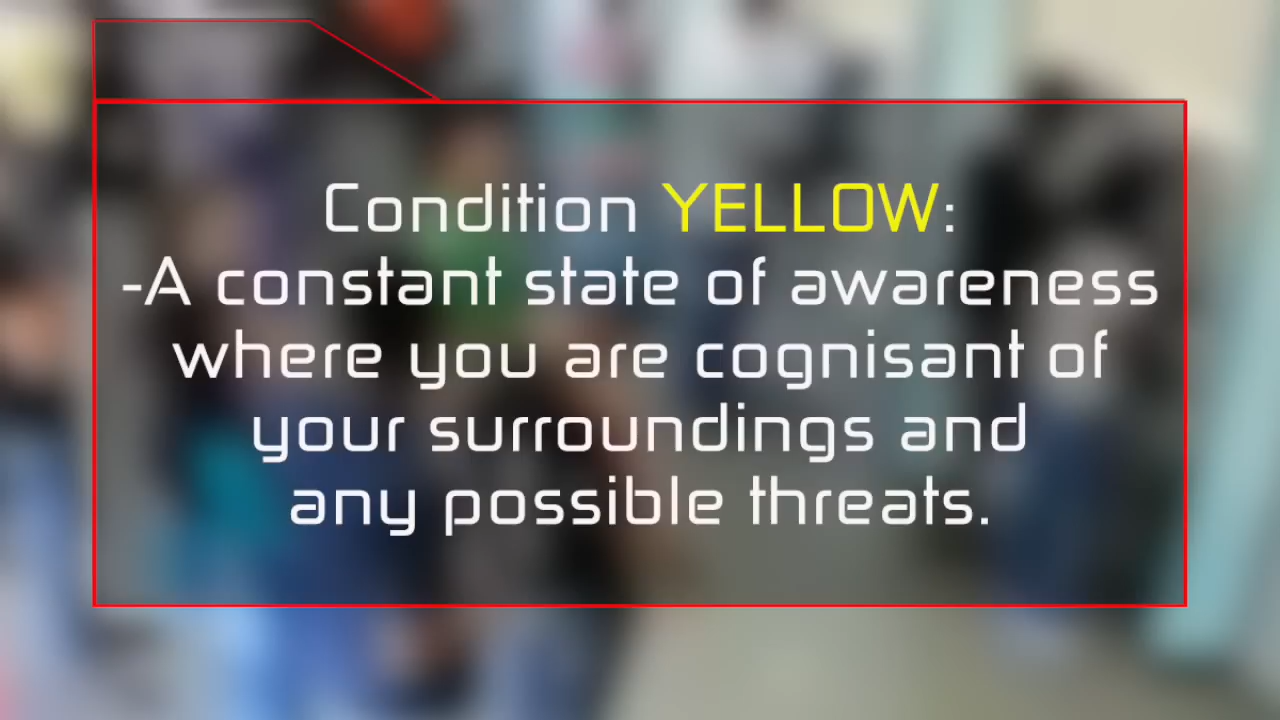 Condition YELLOW:
-A constant state of awareness
where you are cognisant of
your surroundings and
any possible threats.